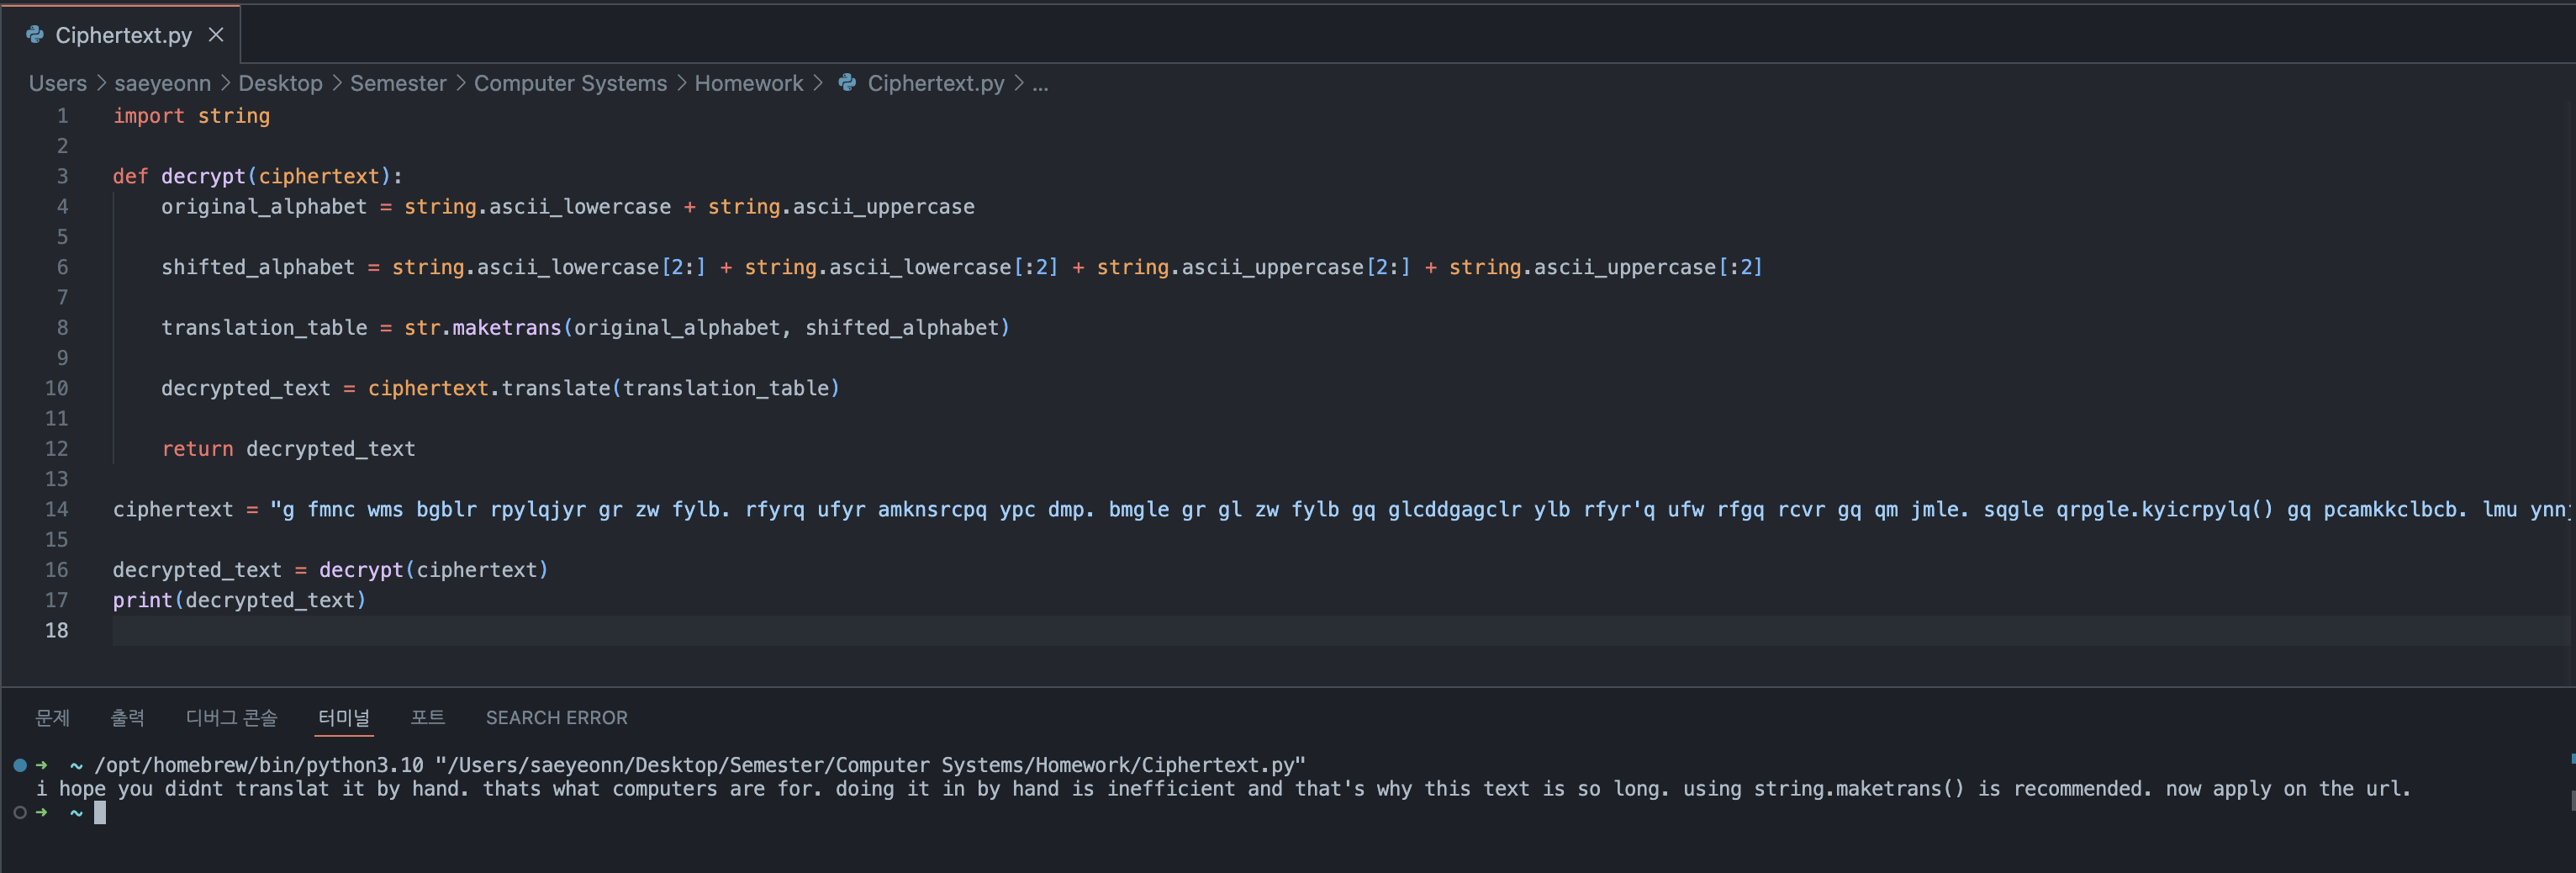 Ciphertext.py
Users > saeyeonn > Desktop > Semester > Computer Systems > Homework > Ciphertext.py > ...
1 import string
2
3 def decrypt(ciphertext):
4     original_alphabet = string.ascii_lowercase + string.ascii_uppercase
5
6     shifted_alphabet = string.ascii_lowercase[2:] + string.ascii_lowercase[:2] + string.ascii_uppercase[2:] + string.ascii_uppercase[:2]
7
8     translation_table = str.maketrans(original_alphabet, shifted_alphabet)
9
10     decrypted_text = ciphertext.translate(translation_table)
11
12     return decrypted_text
13
14 ciphertext = "g fmnc wms bgblr rpylqjyr gr zw fylb. rfyrq ufyr amknsrcpq ypc dmp. bmgle gr gl zw fylb gq glcddgagclr ylb rfyr'q ufw rfgq rcvr gq qm jmle. sqgle qrpgle.kyicrpylq() gq pcamkkclbcb. lmu ynn
15
16 decrypted_text = decrypt(ciphertext)
17 print(decrypted_text)
18
문제 출력 디버그 콘솔 터미널 포트 SEARCH ERROR
➜ ~ /opt/homebrew/bin/python3.10 "/Users/saeyeonn/Desktop/Semester/Computer Systems/Homework/Ciphertext.py"
i hope you didnt translat it by hand. thats what computers are for. doing it in by hand is inefficient and that's why this text is so long. using string.maketrans() is recommended. now apply on the url.
➜ ~